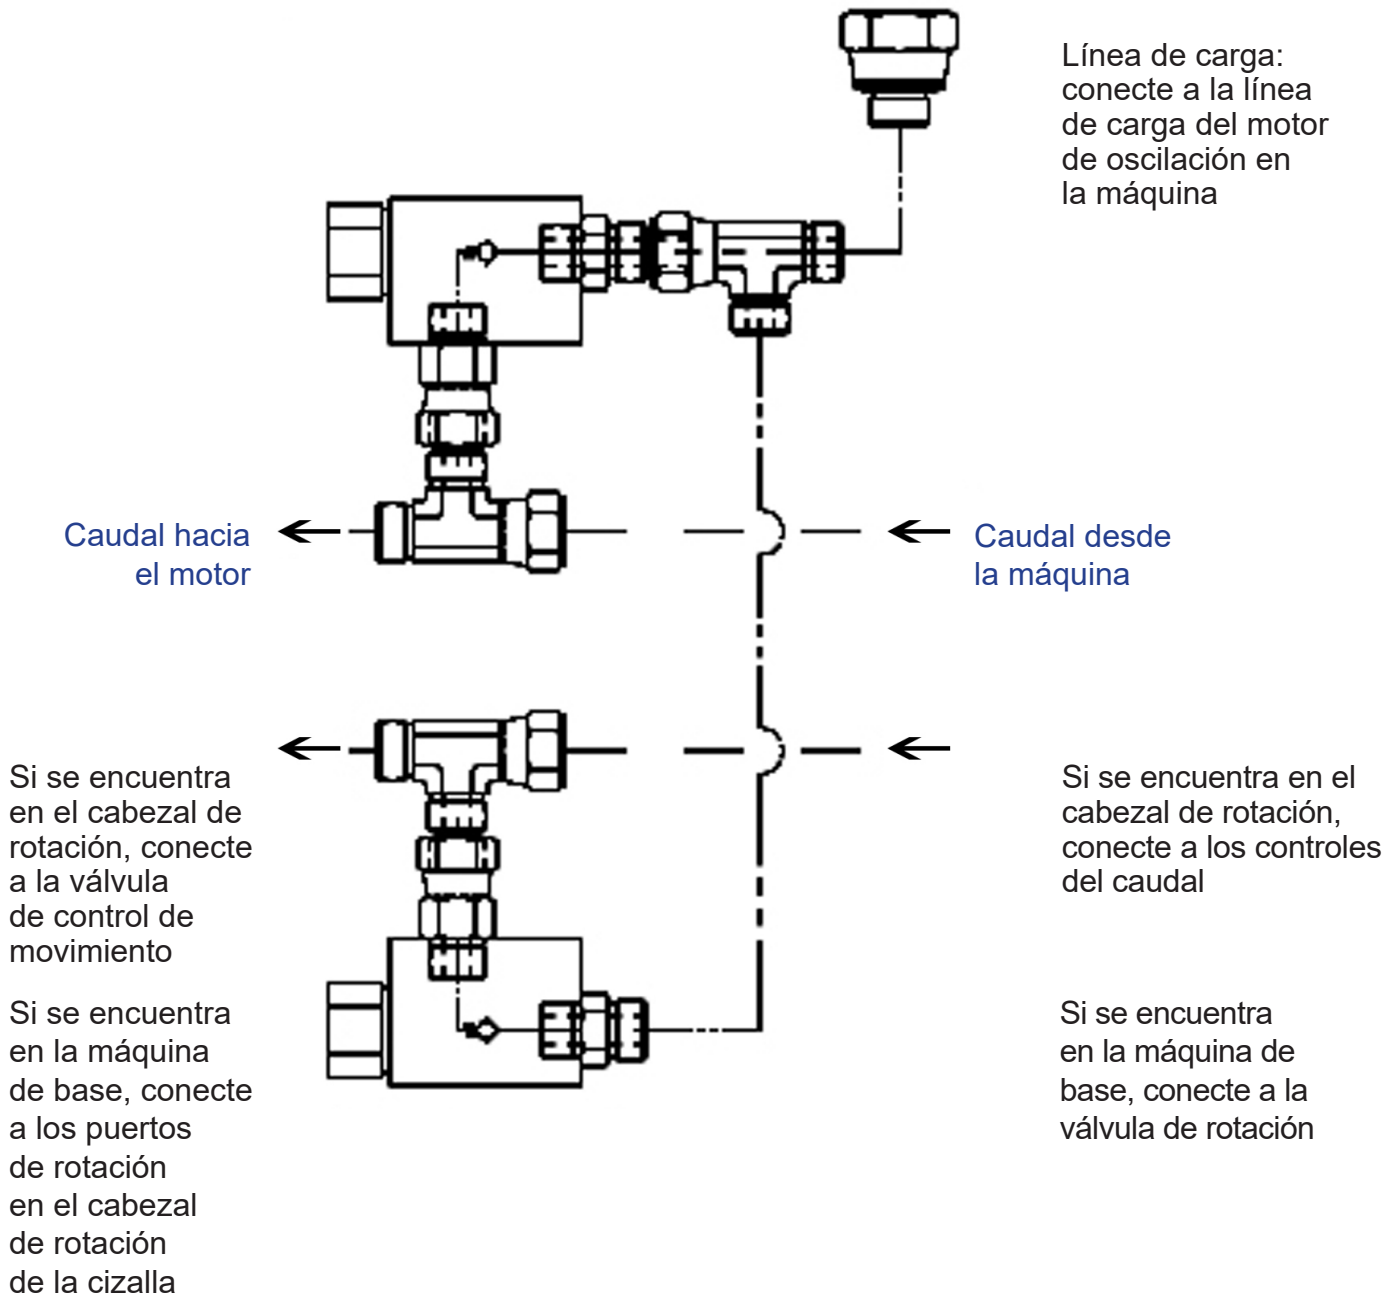 Línea de carga:
conecte a la línea
de carga del motor
de oscilación en
la máquina
Caudal hacia
el motor
Caudal desde
la máquina
Si se encuentra
en el cabezal de
rotación, conecte
a la válvula
de control de
movimiento
Si se encuentra en el
cabezal de rotación,
conecte a los controles
del caudal
Si se encuentra
en la máquina
de base, conecte
a los puertos
de rotación
en el cabezal
de rotación
de la cizalla
Si se encuentra
en la máquina de
base, conecte a la
válvula de rotación